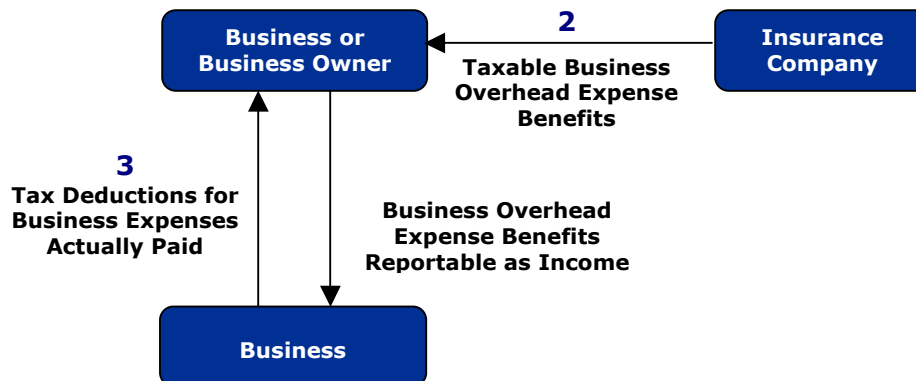 Business or
Business Owner
2
Taxable Business
Overhead Expense
Benefits
Insurance
Company
3
Tax Deductions for
Business Expenses
Actually Paid
Business Overhead
Expense Benefits
Reportable as Income
Business